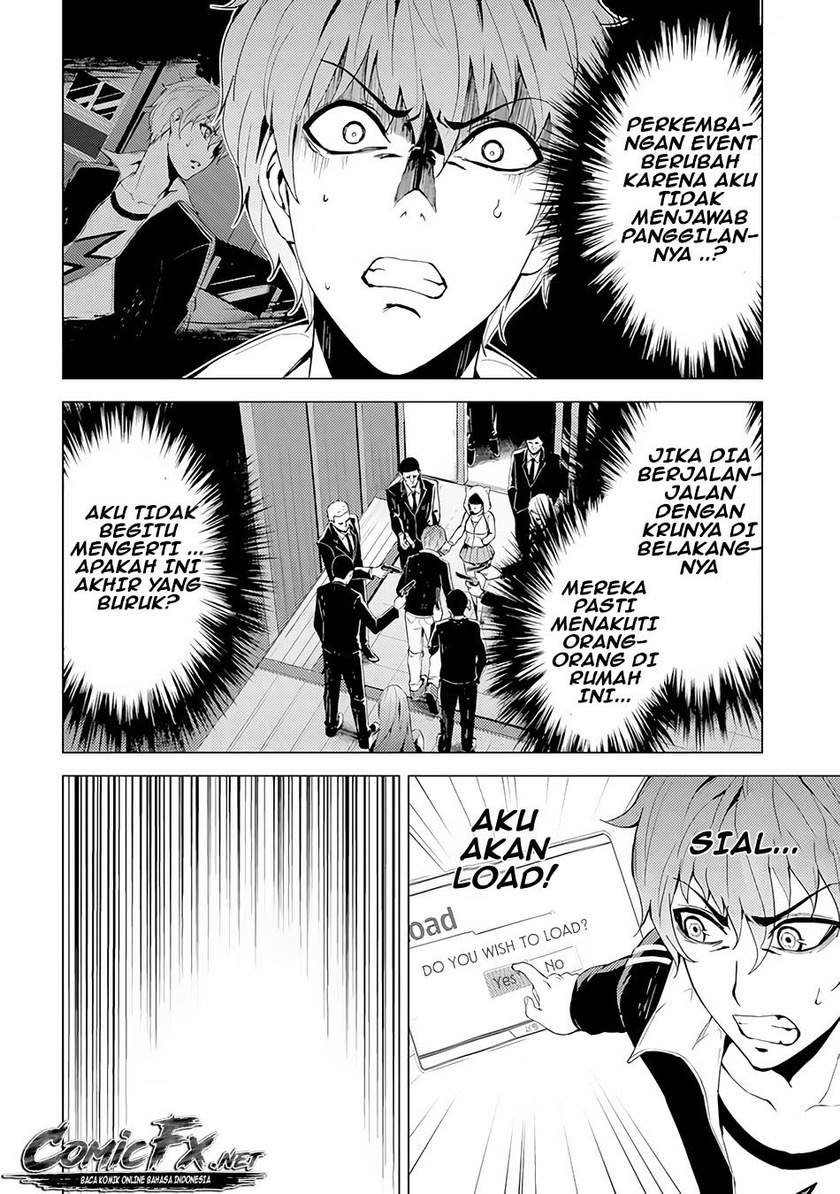 PERKEMBA-
NGAN EVENT
BERUBAH
KARENA AKU
TIDAK
MENJAWAB
PANGGILAN-
NYA ..?
JIKA DIA
BERJALAN-
JALAN
DENGAN
KRUNYA DI
BELAKANG-
NYA
MEREKA
PASTI
MENAKUTI
ORANG-
ORANG DI
RUMAH
INI...
AKU TIDAK
BEGITU
MENGERTI ...
APAKAH INI
AKHIR YANG
BURUK?
SIAL...
AKU
AKAN
LOAD!
oad
DO YOU WISH TO LOAD?
Yes No
COMICFX.NET
BACA KOMIK ONLINE BAHASA INDONESIA